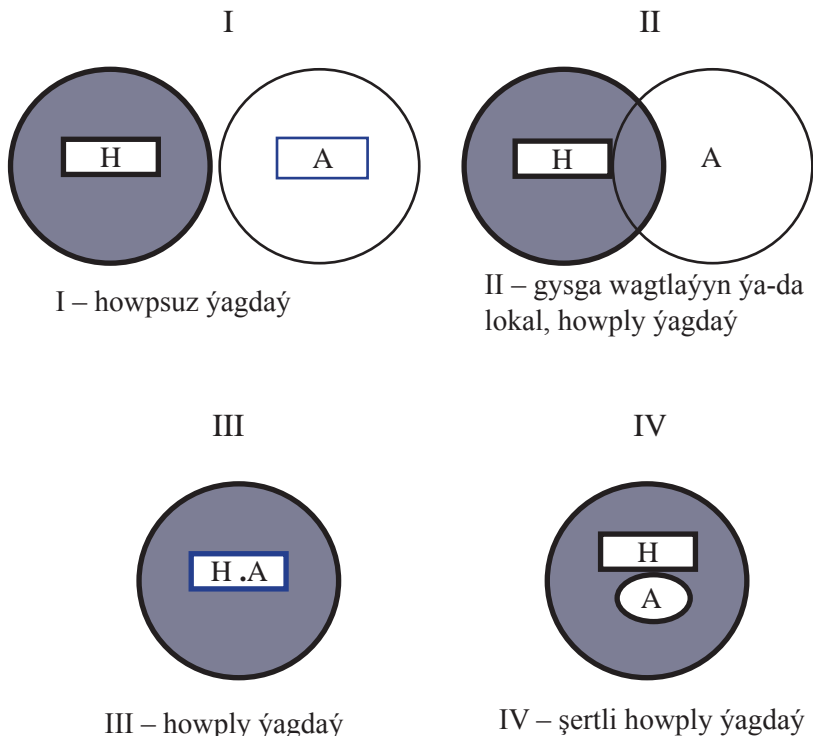 I
II
H
A
H
A
I – howpsuz ýagdaý
II – gysga wagtlaýyn ýa-da
lokal, howply ýagdaý
III
IV
H .A
H
A
III – howply ýagdaý
IV – şertli howply ýagdaý